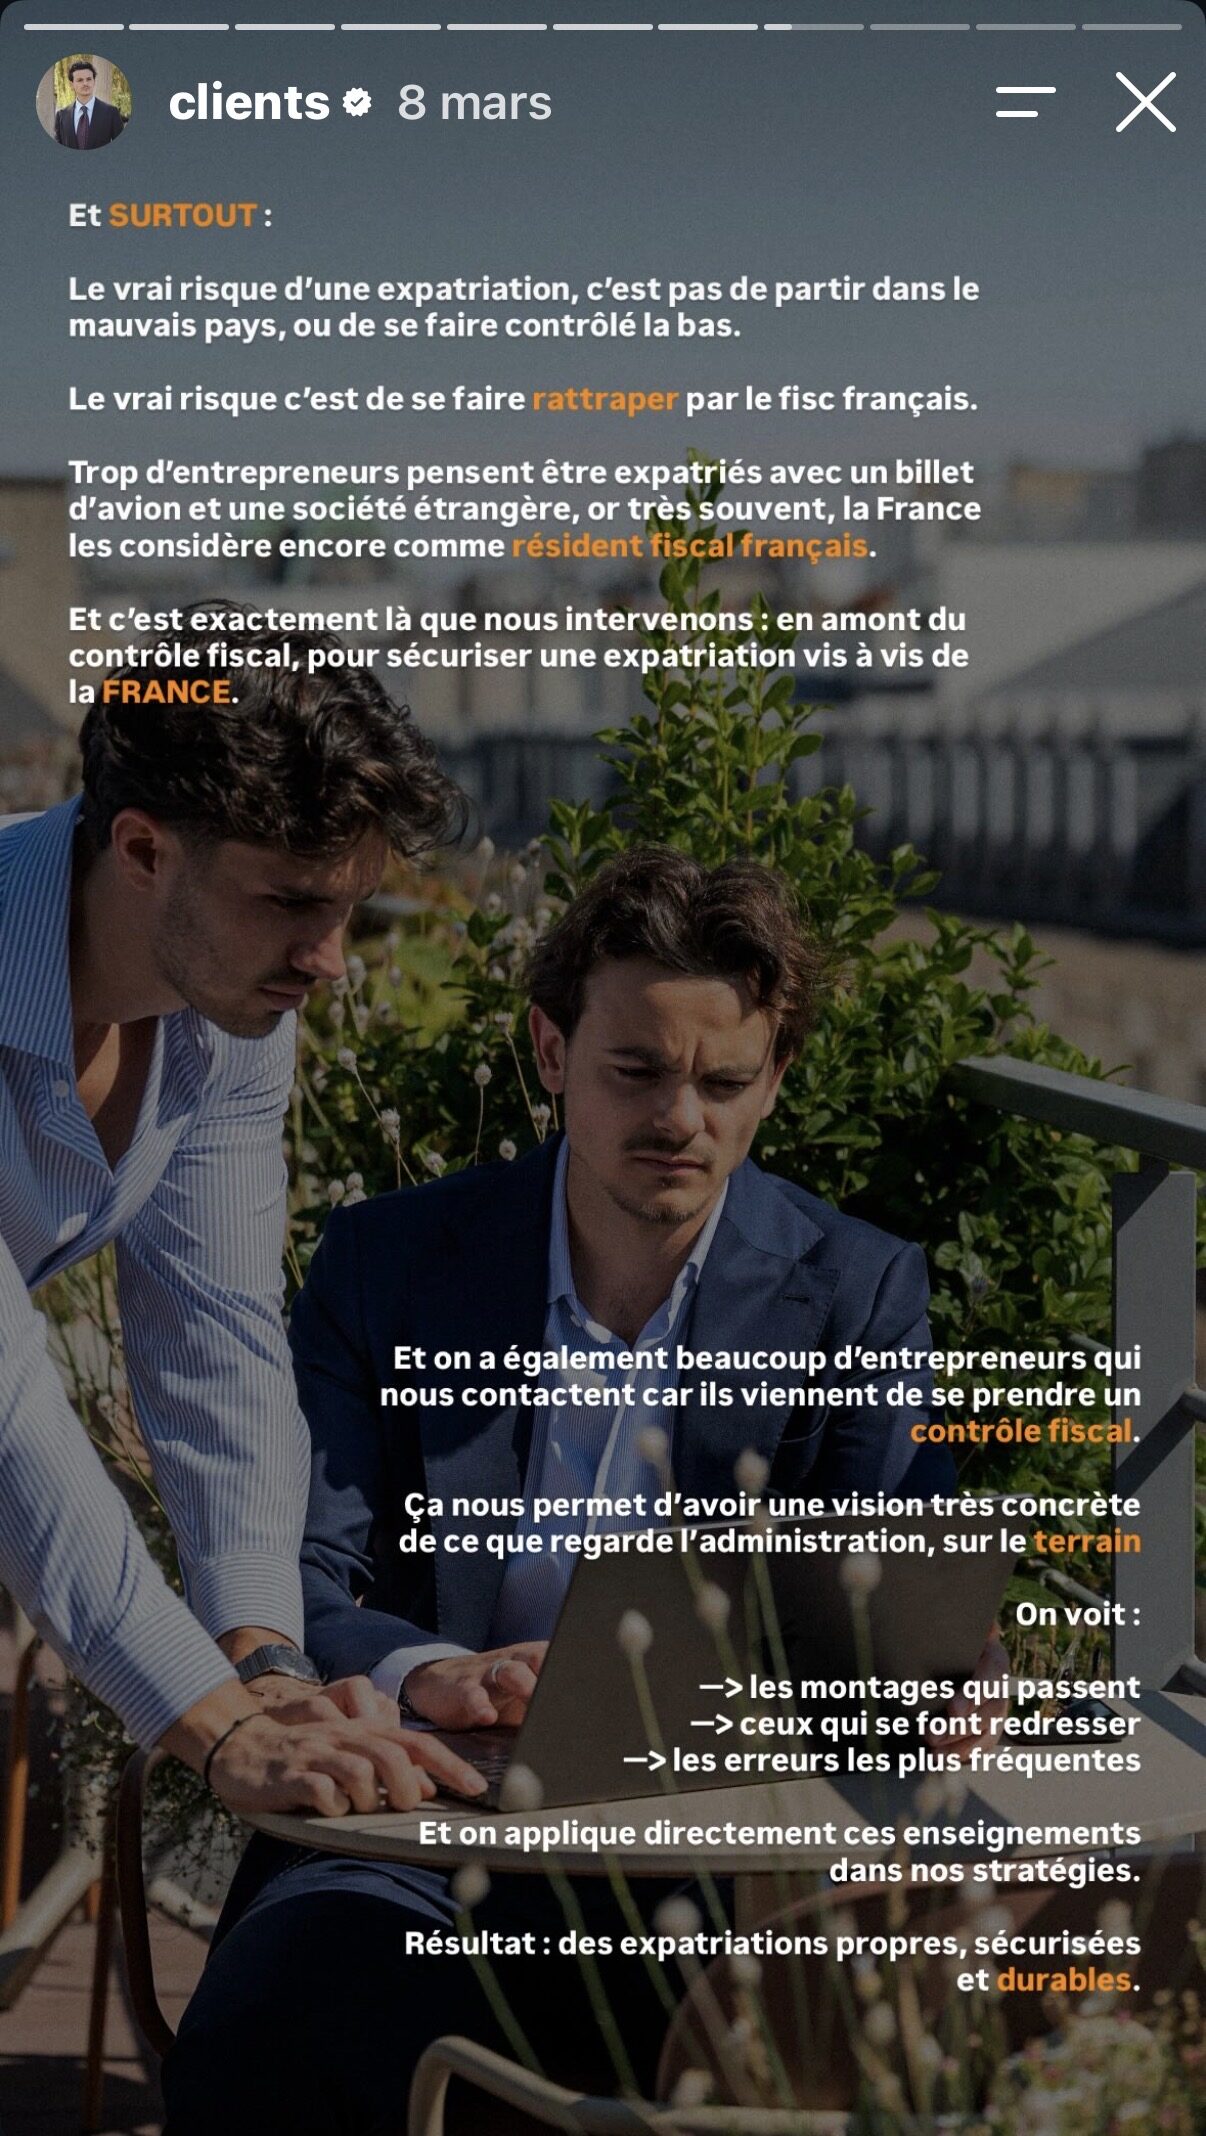 clients 8 mars
Et SURTOUT :
Le vrai risque d’une expatriation, c’est pas de partir dans le
mauvais pays, ou de se faire contrôlé la bas.
Le vrai risque c’est de se faire rattraper par le fisc français.
Trop d’entrepreneurs pensent être expatriés avec un billet
d’avion et une société étrangère, or très souvent, la France
les considère encore comme résident fiscal français.
Et c’est exactement là que nous intervenons : en amont du
contrôle fiscal, pour sécuriser une expatriation vis à vis de
la FRANCE.
Et on a également beaucoup d’entrepreneurs qui
nous contactent car ils viennent de se prendre un
contrôle fiscal.
Ça nous permet d’avoir une vision très concrète
de ce que regarde l’administration, sur le terrain
On voit :
—> les montages qui passent
—> ceux qui se font redresser
—> les erreurs les plus fréquentes
Et on applique directement ces enseignements
dans nos stratégies.
Résultat : des expatriations propres, sécurisées
et durables.